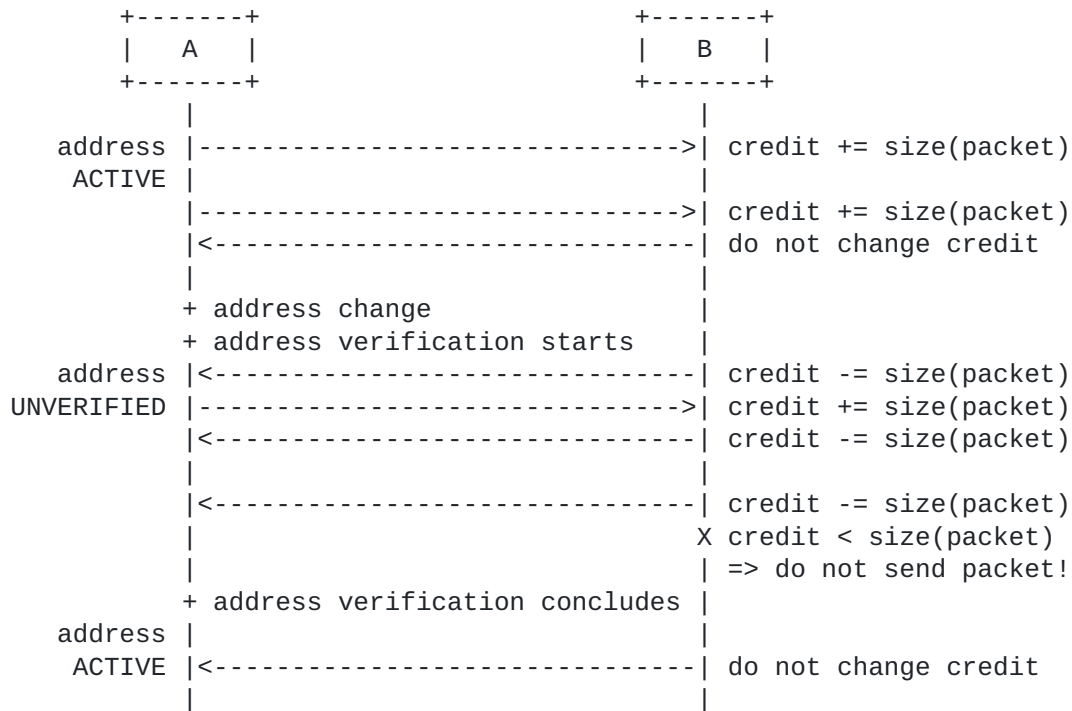 +-------+                        +-------+
|   A   |                        |   B   |
+-------+                        +-------+
|                                |
address |------------------------------->| credit += size(packet)
ACTIVE |                                |
|------------------------------->| credit += size(packet)
|<-------------------------------| do not change credit
|                                |
+ address change                 |
+ address verification starts    |
address |<-------------------------------| credit -= size(packet)
UNVERIFIED |------------------------------->| credit += size(packet)
|<-------------------------------| credit -= size(packet)
|                                |
|<-------------------------------| credit -= size(packet)
|                                X credit < size(packet)
|                                | => do not send packet!
+ address verification concludes |
address |                                |
ACTIVE |<-------------------------------| do not change credit
|                                |